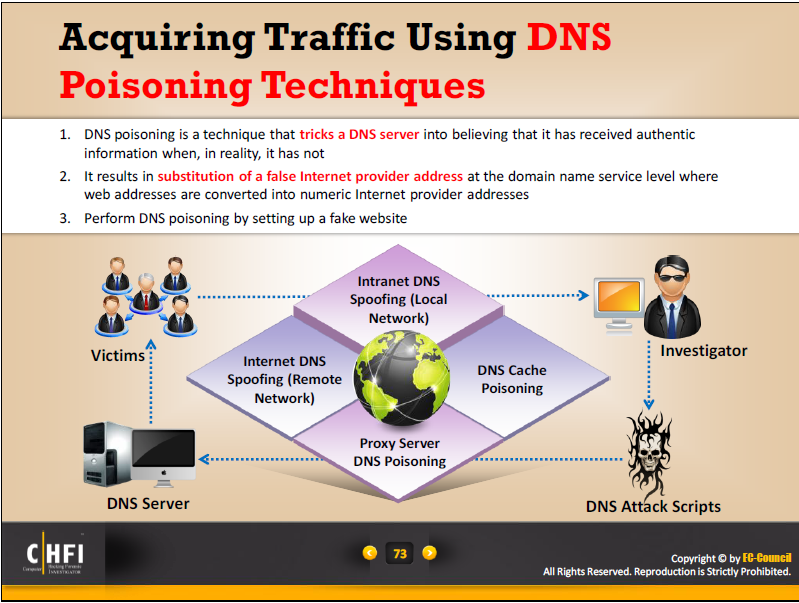 Acquiring Traffic Using DNS
Poisoning Techniques
1. DNS poisoning is a technique that tricks a DNS server into believing that it has received authentic
information when, in reality, it has not
2. It results in substitution of a false Internet provider address at the domain name service level where
web addresses are converted into numeric Internet provider addresses
3. Perform DNS poisoning by setting up a fake website
Intranet DNS
Spoofing (Local
Network)
Victims
Investigator
Internet DNS
Spoofing (Remote
Network)
DNS Cache
Poisoning
Proxy Server
DNS Poisoning
DNS Server
DNS Attack Scripts
CHFI
Computer Hacking Forensic
INVESTIGATOR
73
Copyright © by EC-Council
All Rights Reserved. Reproduction is Strictly Prohibited.